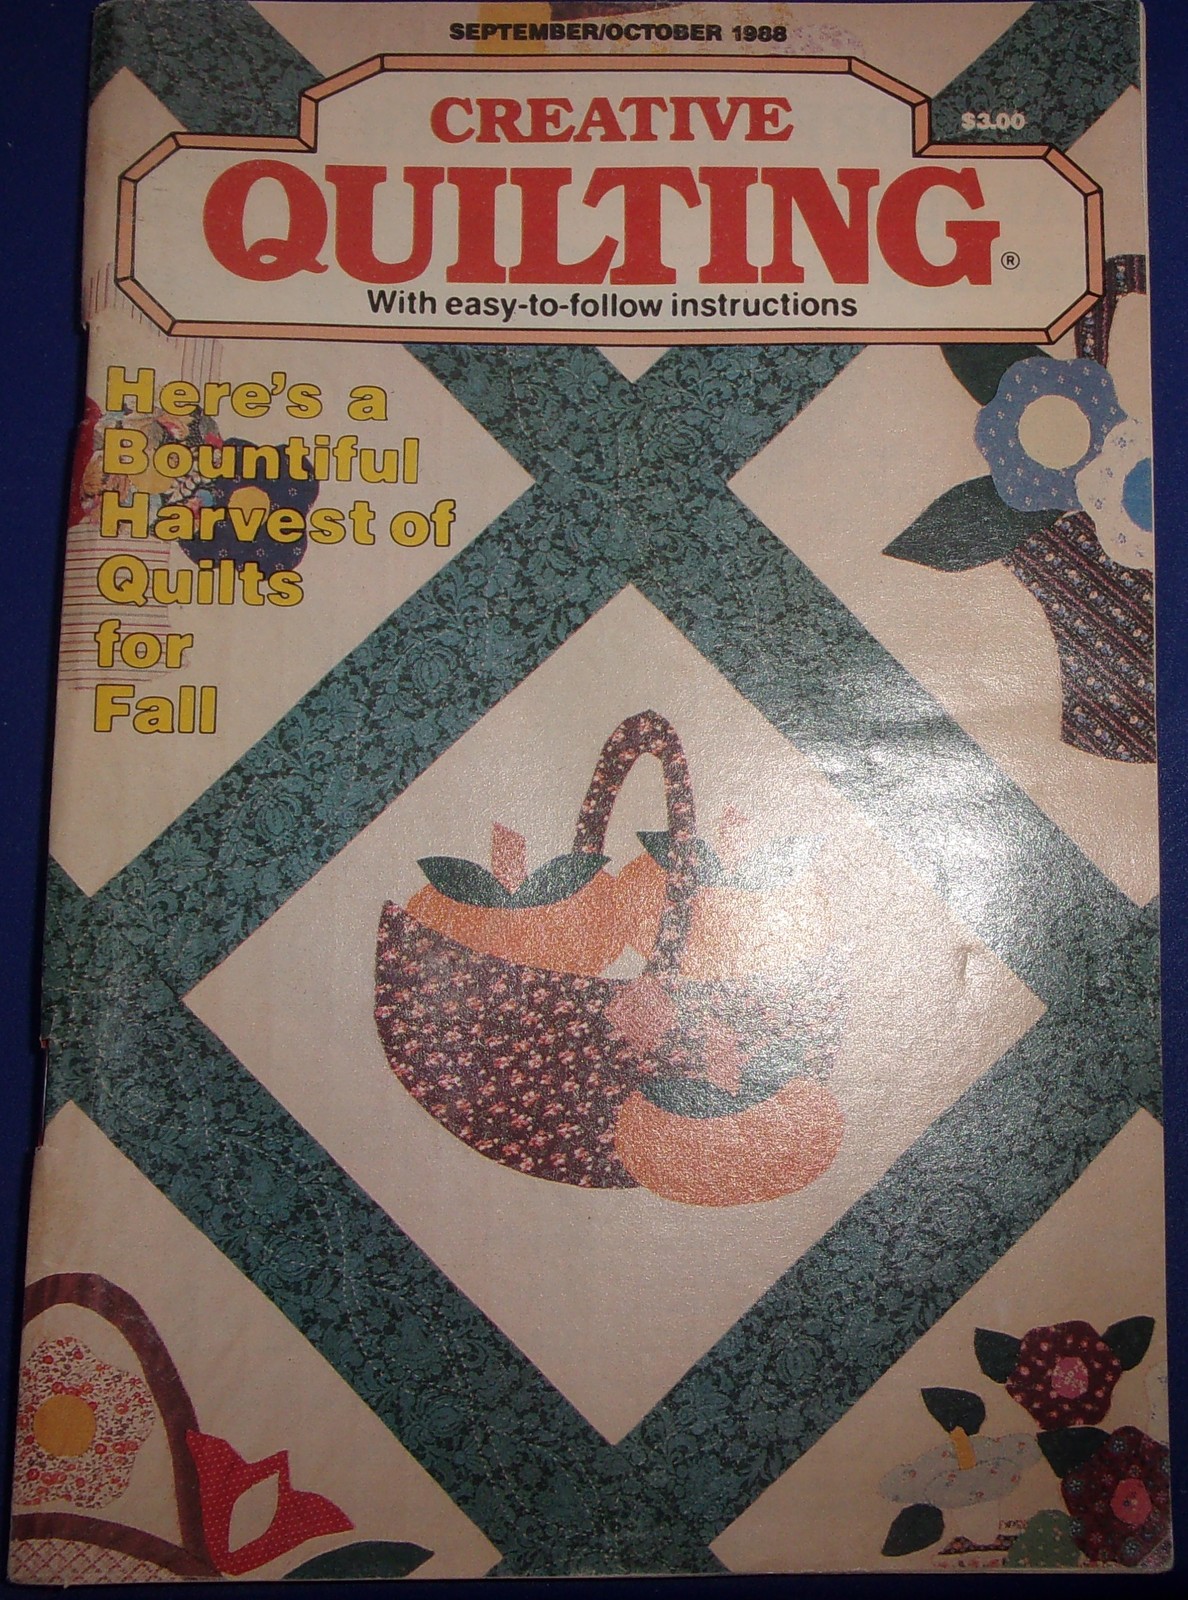 SEPTEMBER/OCTOBER 1988
CREATIVE
$3.00
QUILTING®
With easy-to-follow instructions
Here's a
Bountiful
Harvest of
Quilts
for
Fall